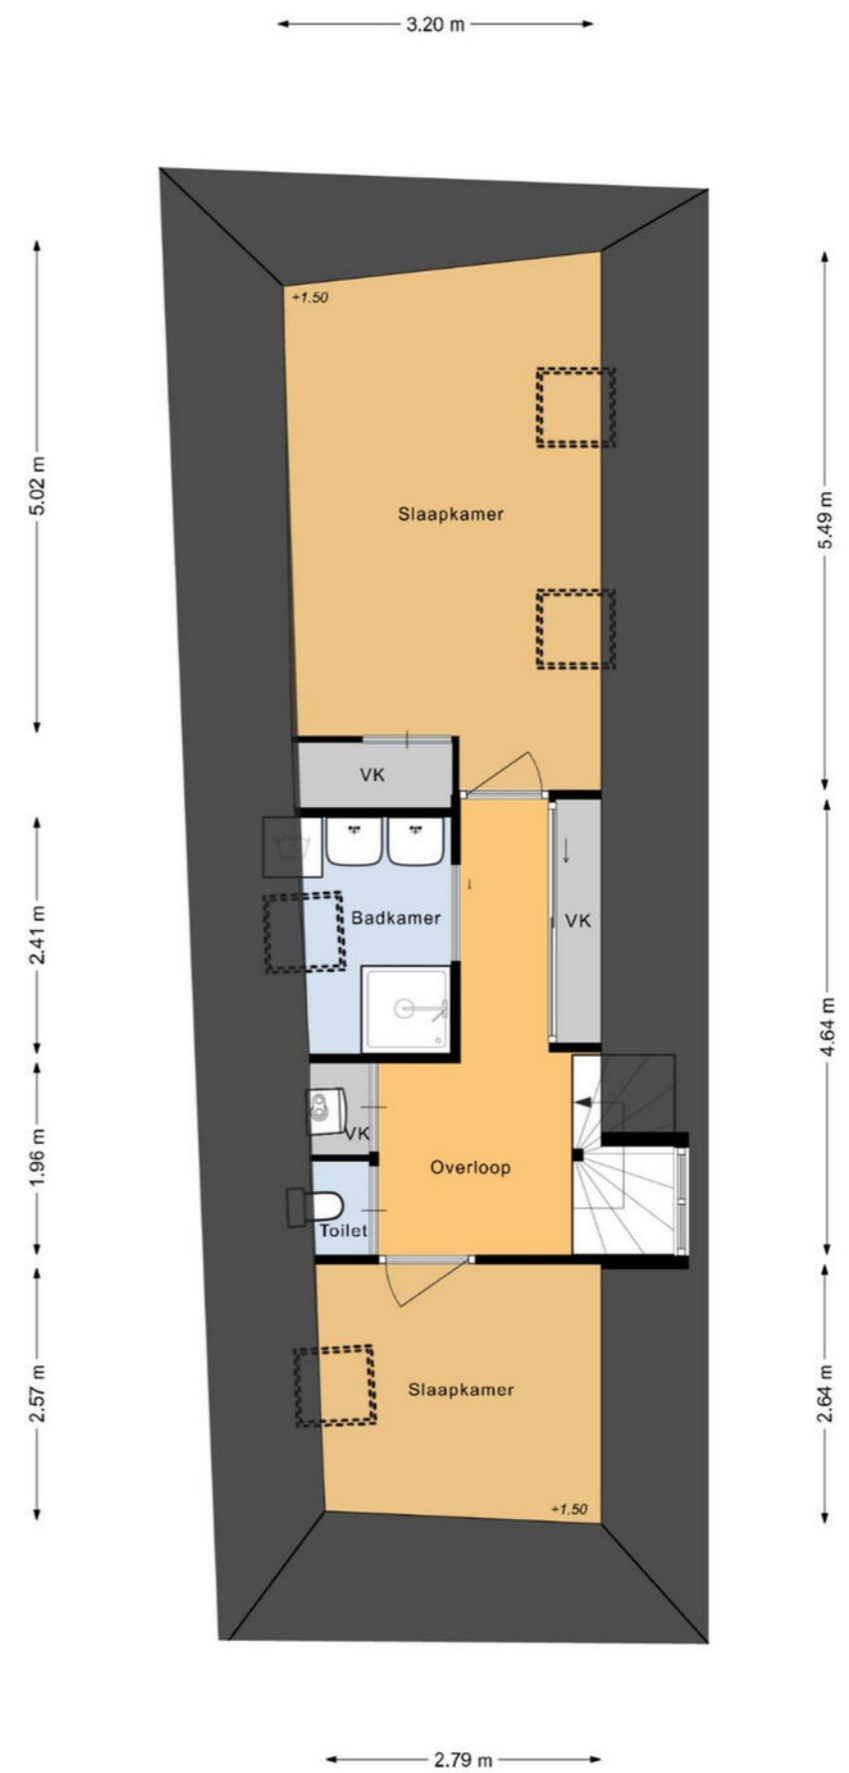 3.20 m
+1.50
5.02 m
5.49 m
Slaapkamer
VK
Badkamer
VK
2.41 m
4.64 m
VK
1.96 m
Overloop
Toilet
Slaapkamer
2.57 m
2.64 m
+1.50
2.79 m